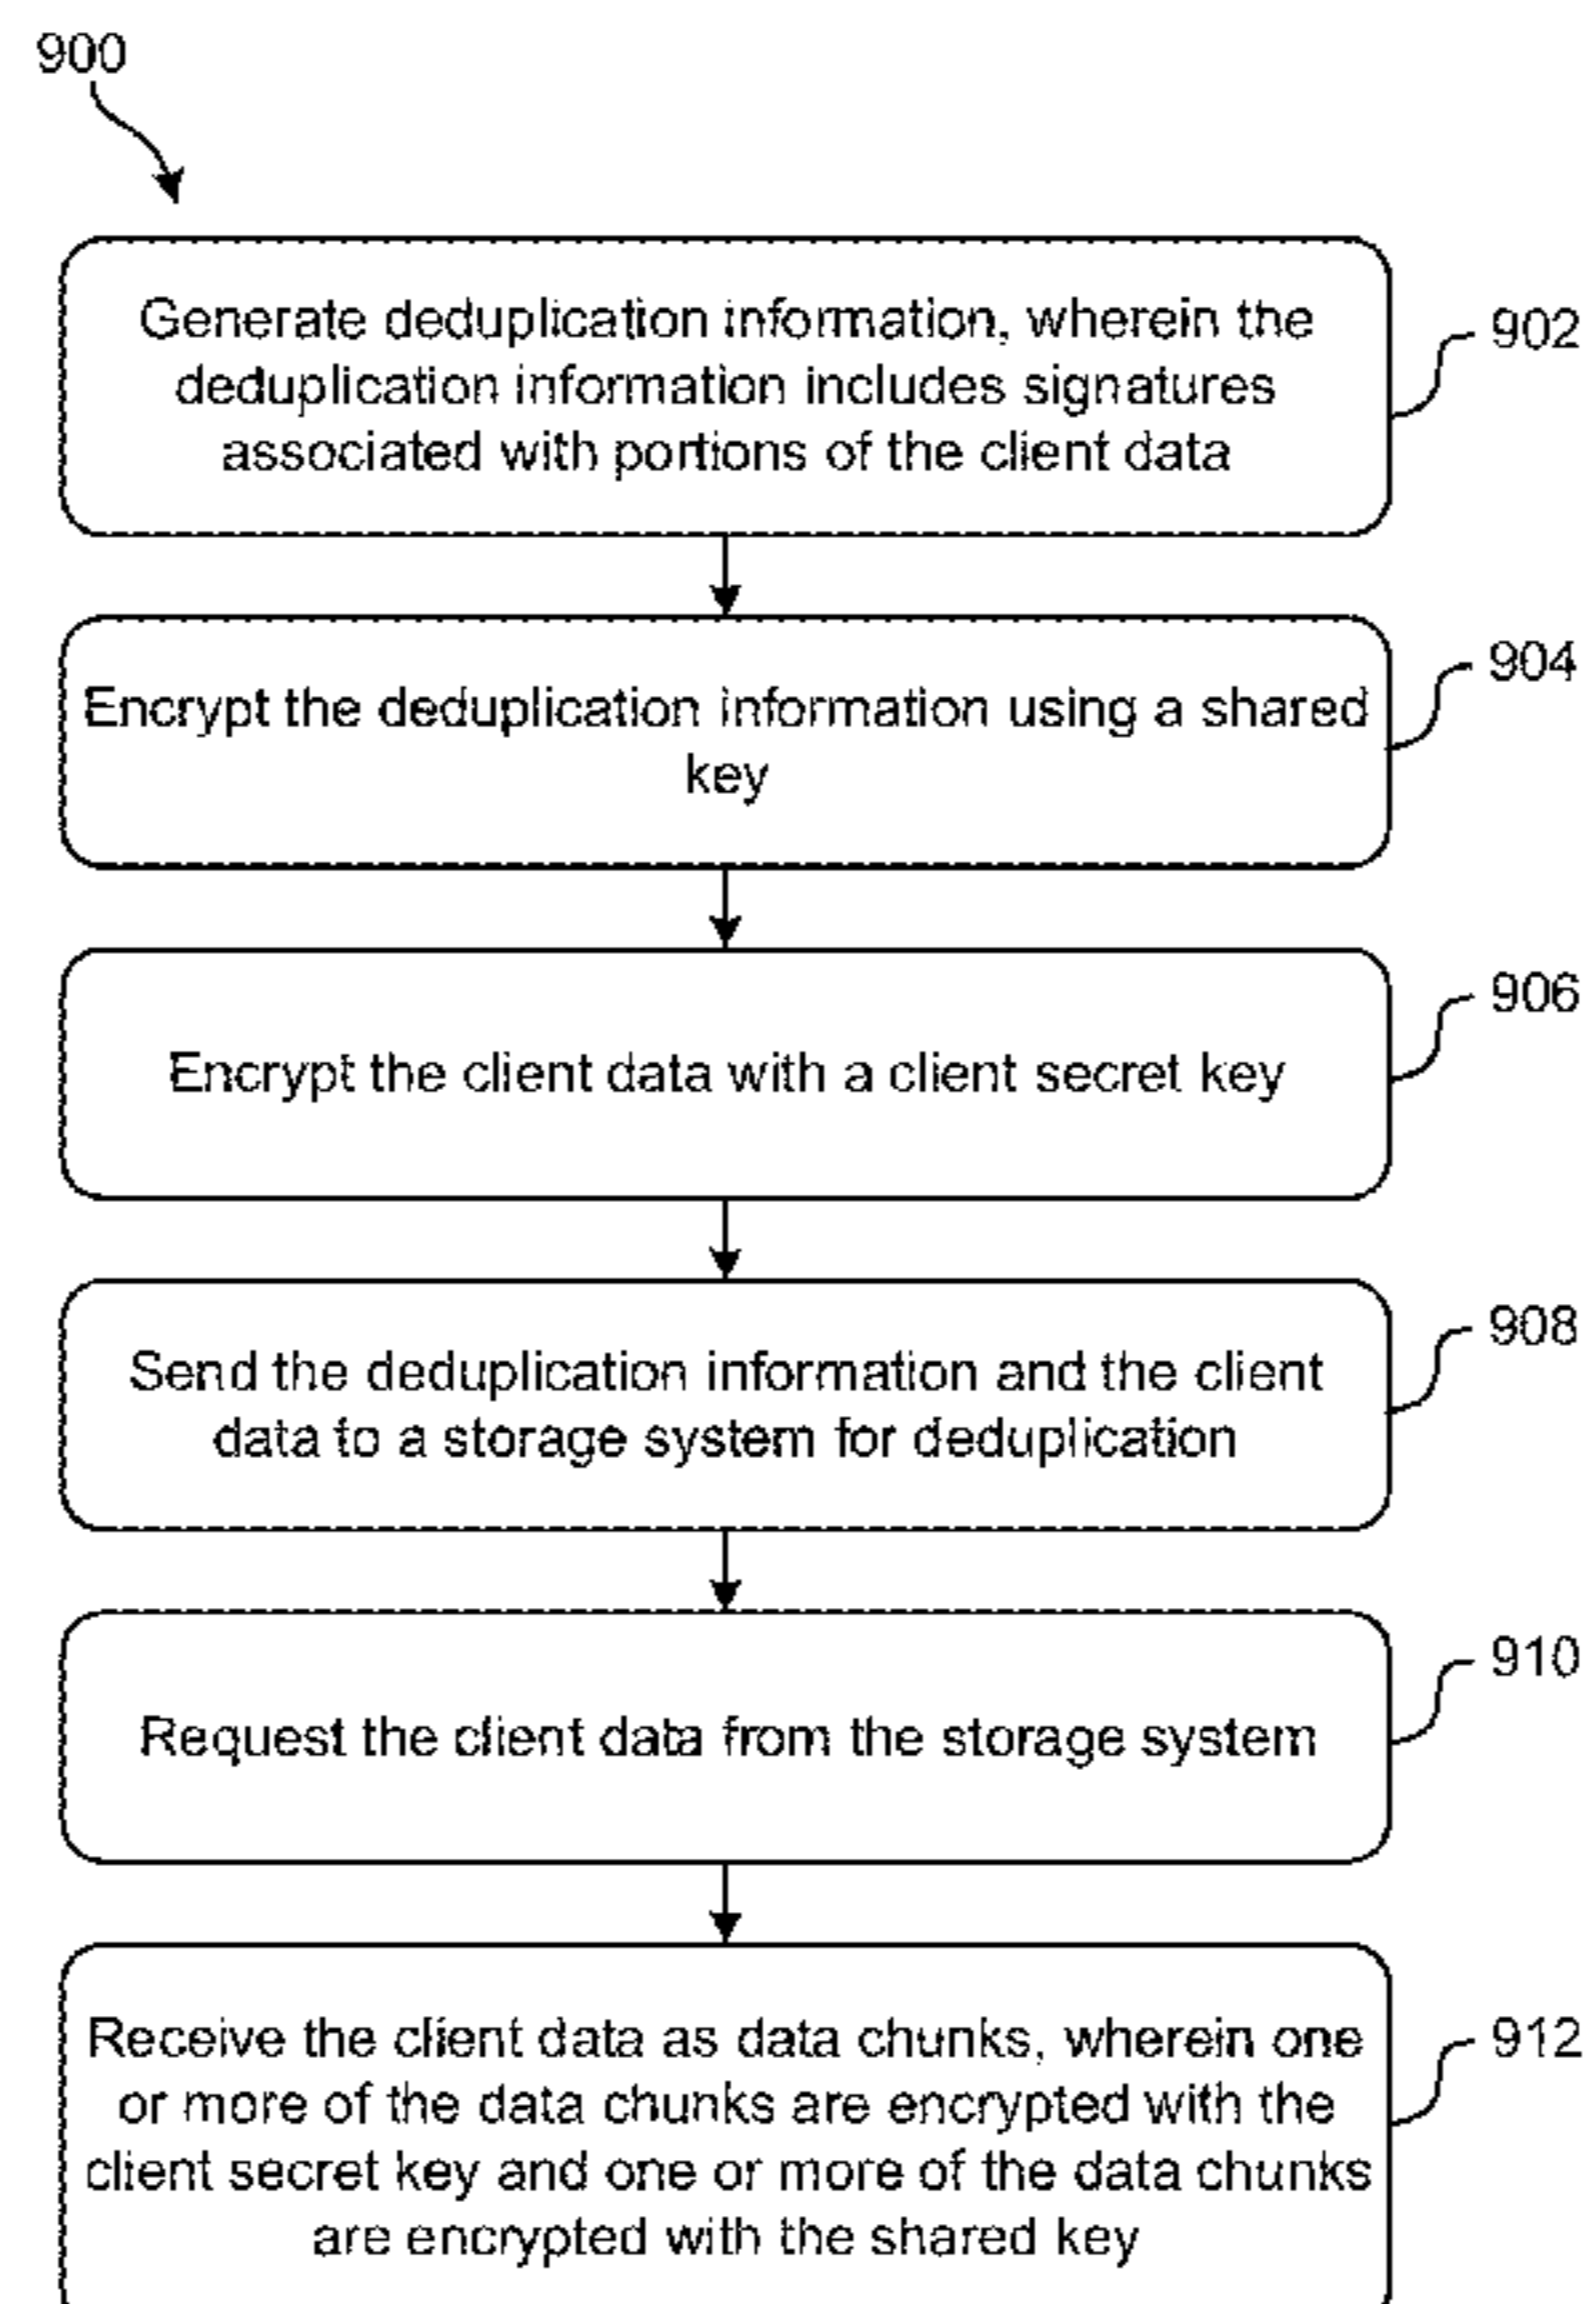 900
Generate deduplication information, wherein the
deduplication information includes signatures
associated with portions of the client data
902
Encrypt the deduplication information using a shared
key
904
Encrypt the client data with a client secret key
906
Send the deduplication information and the client
data to a storage system for deduplication
908
Request the client data from the storage system
910
Receive the client data as data chunks, wherein one
or more of the data chunks are encrypted with the
client secret key and one or more of the data chunks
are encrypted with the shared key
912